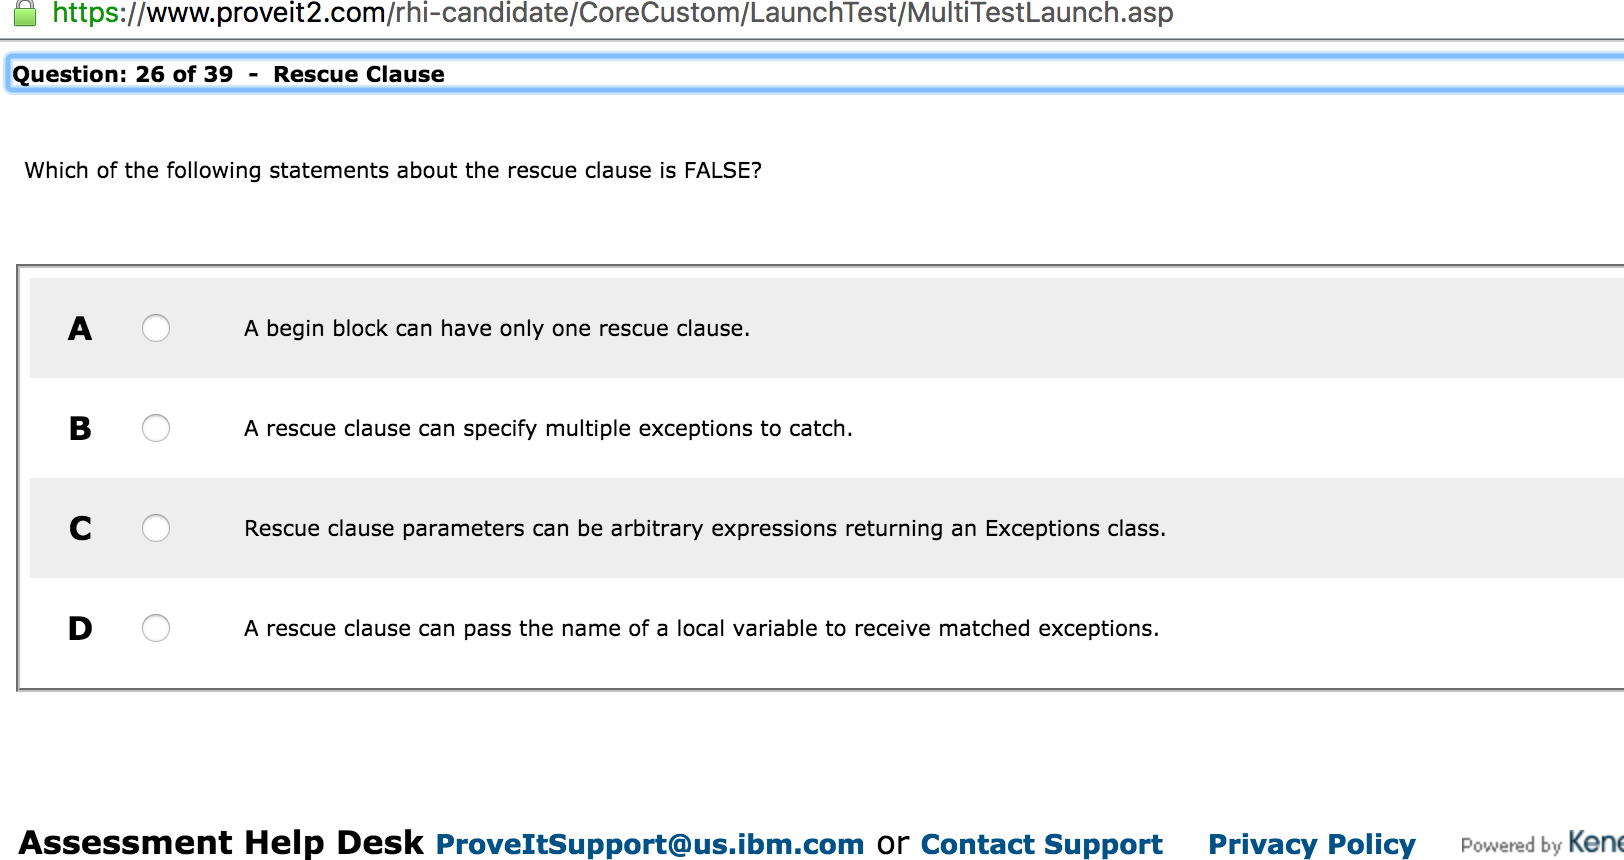 https://www.proveit2.com/rhi-candidate/CoreCustom/LaunchTest/MultiTestLaunch.asp
Question: 26 of 39 - Rescue Clause
Which of the following statements about the rescue clause is FALSE?
A A begin block can have only one rescue clause.
B A rescue clause can specify multiple exceptions to catch.
C Rescue clause parameters can be arbitrary expressions returning an Exceptions class.
D A rescue clause can pass the name of a local variable to receive matched exceptions.
Assessment Help Desk ProveItSupport@us.ibm.com or Contact Support Privacy Policy Powered by